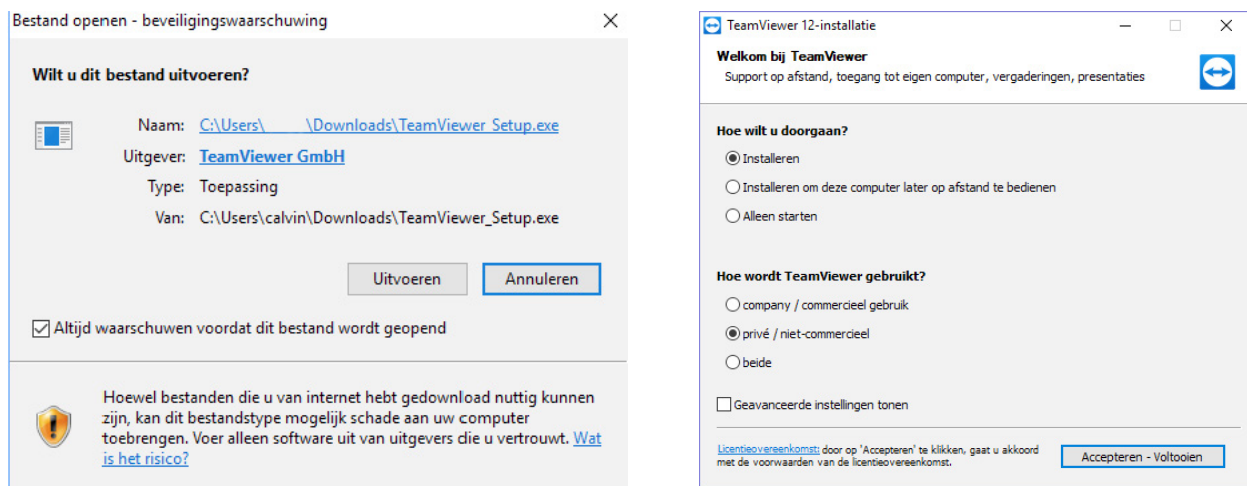 Bestand openen - beveiligingswaarschuwing
Wilt u dit bestand uitvoeren?
Naam: C:\Users\ \Downloads\TeamViewer Setup.exe
Uitgever: TeamViewer GmbH
Type: Toepassing
Van: C:\Users\calvin\Downloads\TeamViewer_Setup.exe
Uitvoeren Annuleren
Altijd waarschuwen voordat dit bestand wordt geopend
Hoewel bestanden die u van internet hebt gedownload nuttig kunnen
zijn, kan dit bestandstype mogelijk schade aan uw computer
toebrengen. Voer alleen software uit van uitgevers die u vertrouwt. Wat
is het risico?
TeamViewer 12-installatie
Welkom bij TeamViewer
Support op afstand, toegang tot eigen computer, vergaderingen, presentaties
Hoe wilt u doorgaan?
Installeren
Installeren om deze computer later op afstand te bedienen
Alleen starten
Hoe wordt TeamViewer gebruikt?
company / commercieel gebruik
privé / niet-commercieel
beide
Geavanceerde instellingen tonen
Licentieovereenkomst: door op 'Accepteren' te klikken, gaat u akkoord
met de voorwaarden van de licentieovereenkomst.
Accepteren - Voltooien